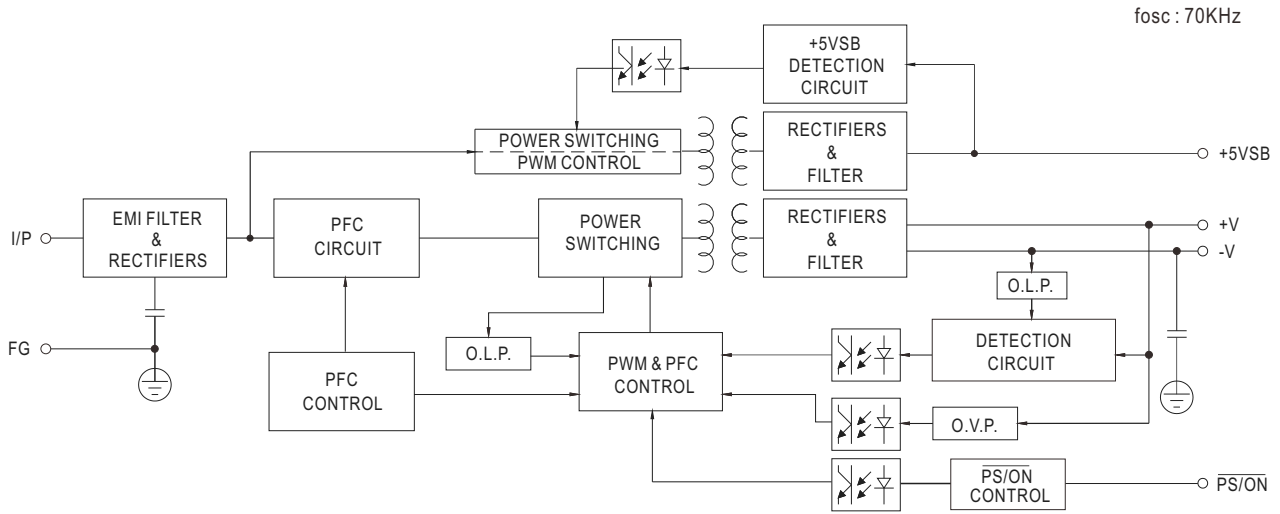 fosc : 70KHz
+5VSB
DETECTION
CIRCUIT
POWER SWITCHING
PWM CONTROL
RECTIFIERS
&
FILTER
+5VSB
I/P
EMI FILTER
&
RECTIFIERS
PFC
CIRCUIT
POWER
SWITCHING
RECTIFIERS
&
FILTER
+V
-V
O.L.P.
FG
O.L.P.
PFC
CONTROL
PWM & PFC
CONTROL
DETECTION
CIRCUIT
O.V.P.
PS/ON
CONTROL
PS/ON